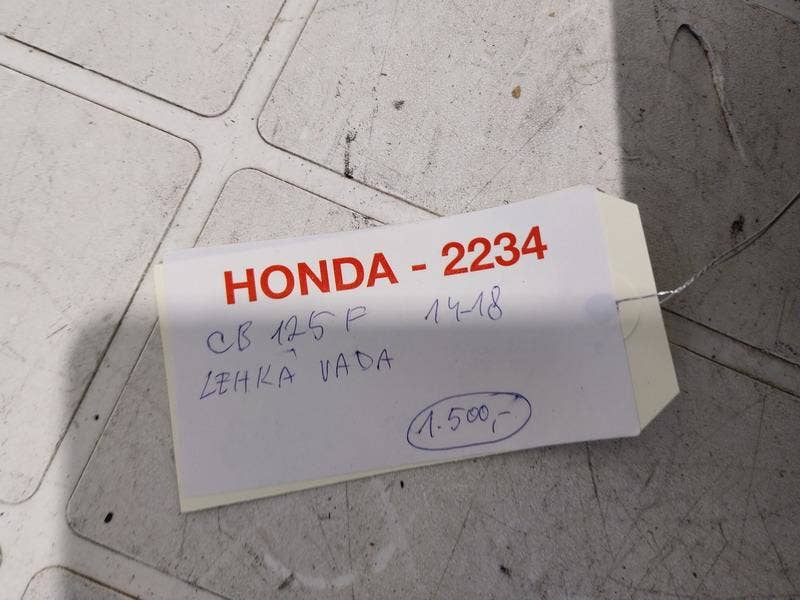 HONDA - 2234
CB 125 F 14-18
LEHKÁ VADA
1.500,-